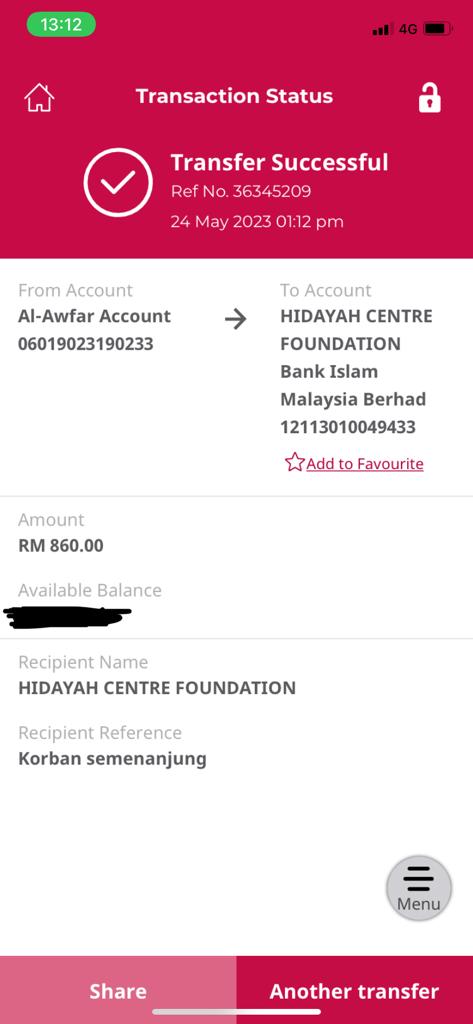 13:12
4G
Transaction Status
Transfer Successful
Ref No. 36345209
24 May 2023 01:12 pm
From Account
Al-Awfar Account
06019023190233
To Account
HIDAYAH CENTRE
FOUNDATION
Bank Islam
Malaysia Berhad
12113010049433
Add to Favourite
Amount
RM 860.00
Available Balance
Recipient Name
HIDAYAH CENTRE FOUNDATION
Recipient Reference
Korban semenanjung
Menu
Share
Another transfer